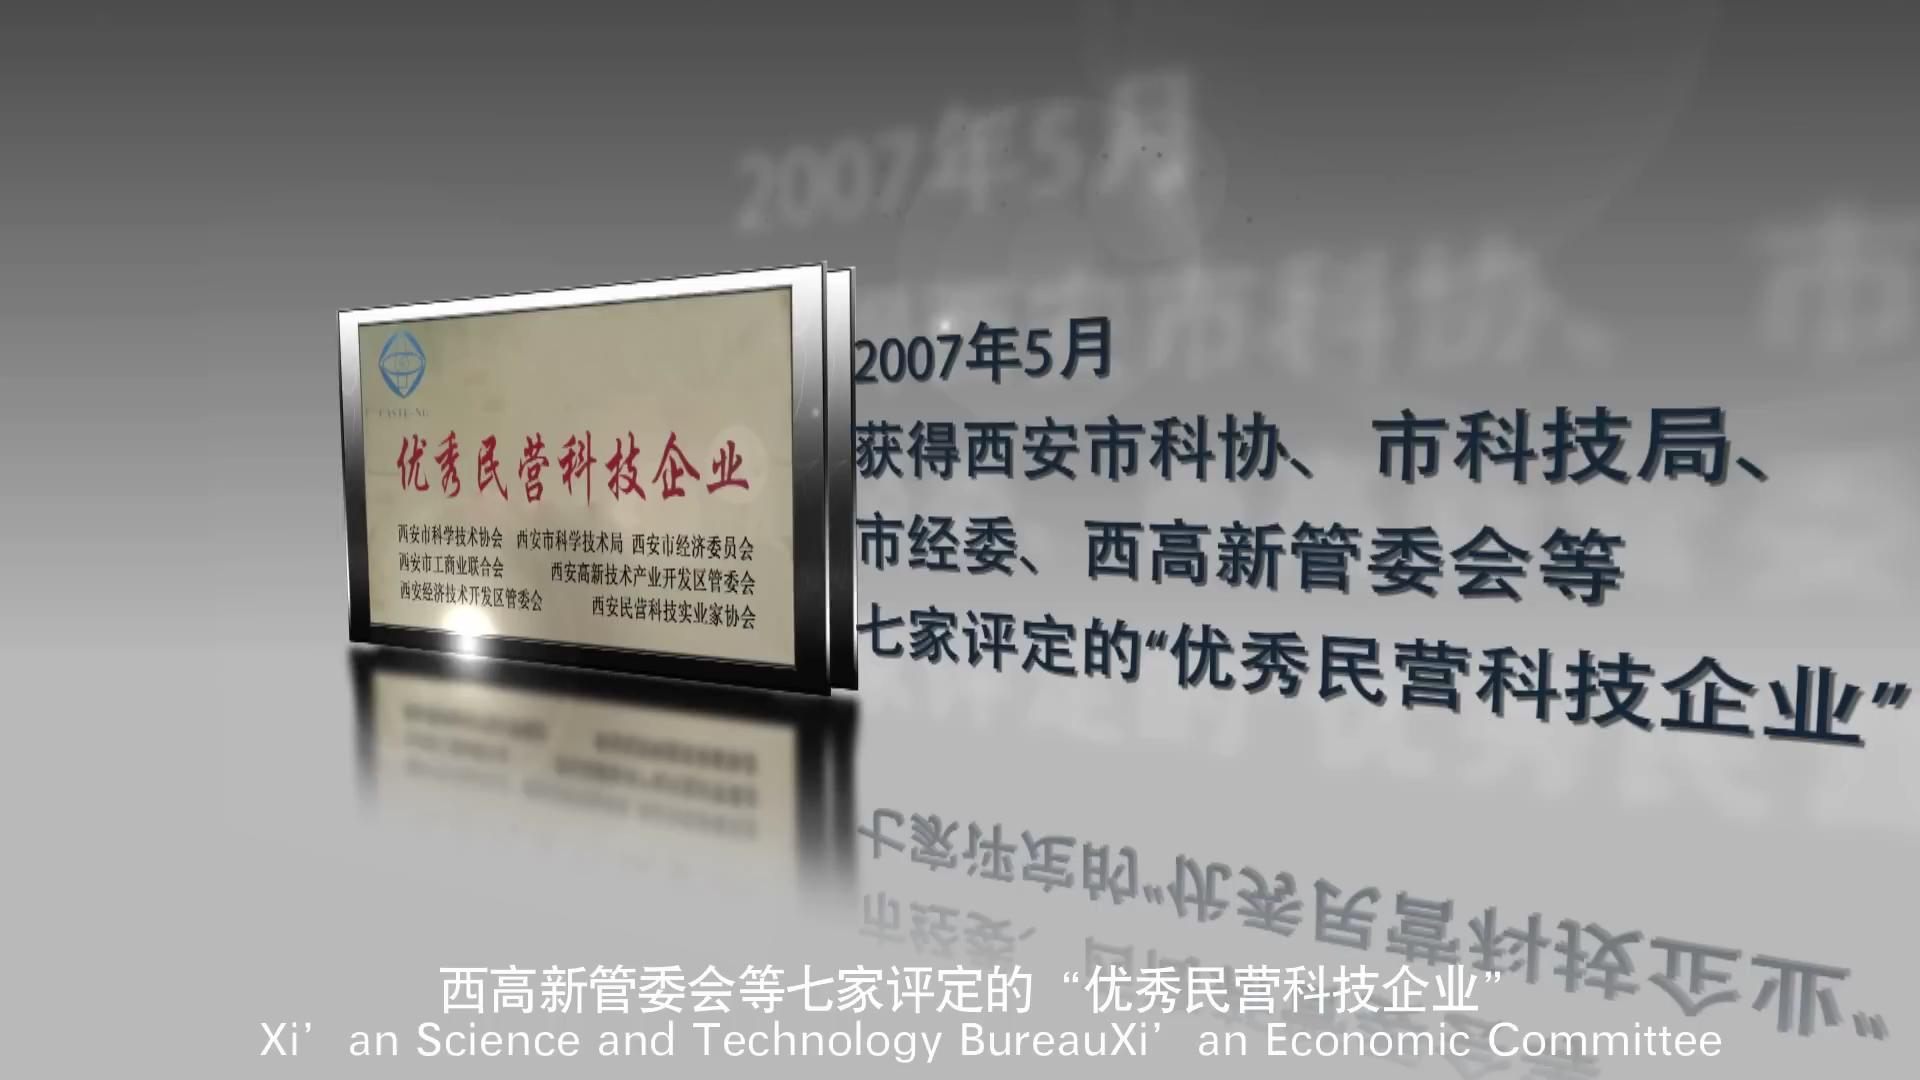 2007年5月
优秀民营科技企业
西安市科学技术协会 西安市科学技术局 西安市经济委员会
西安市工商业联合会 西安高新技术产业开发区管委会
西安经济技术开发区管委会 西安民营科技实业家协会
2007年5月
获得西安市科协、市科技局、
市经委、西高新管委会等
七家评定的“优秀民营科技企业”
西高新管委会等七家评定的“优秀民营科技企业”
Xi’an Science and Technology BureauXi’an Economic Committee